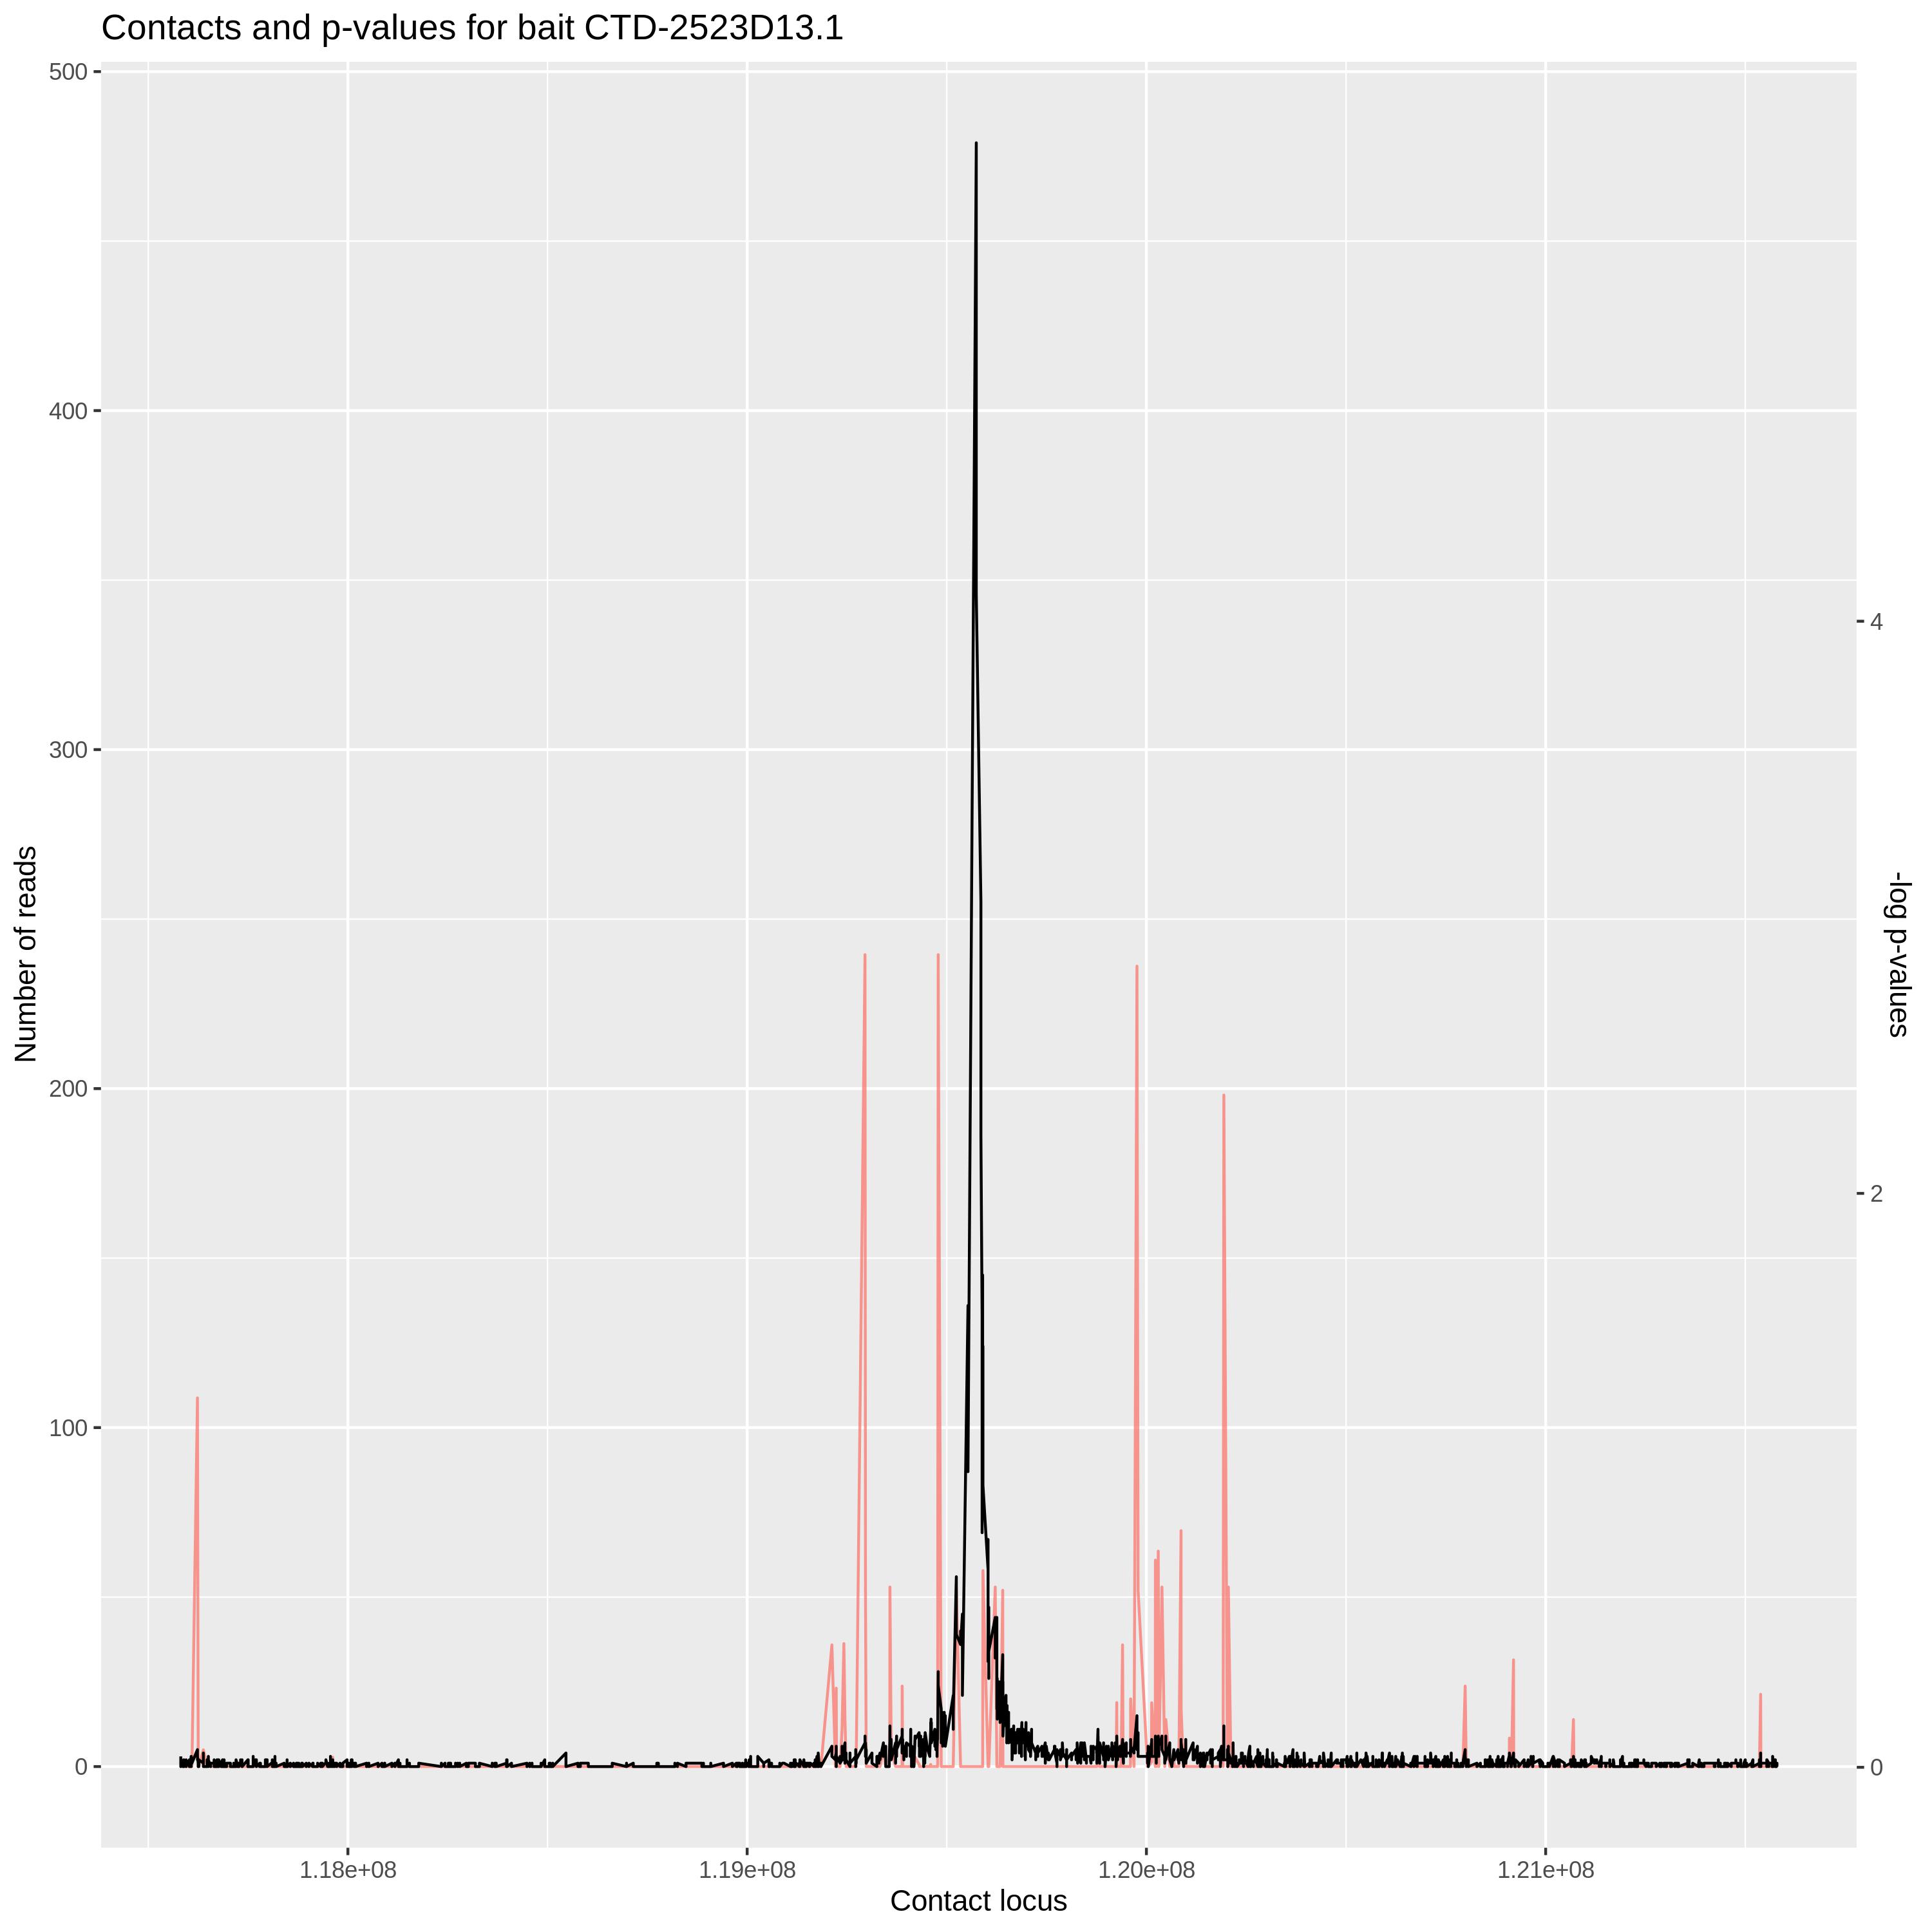 Contacts and p-values for bait CTD-2523D13.1
500
400
300
200
100
0
Number of reads
4
2
0
-log p-values
1.18e+08
1.19e+08
1.20e+08
1.21e+08
Contact locus